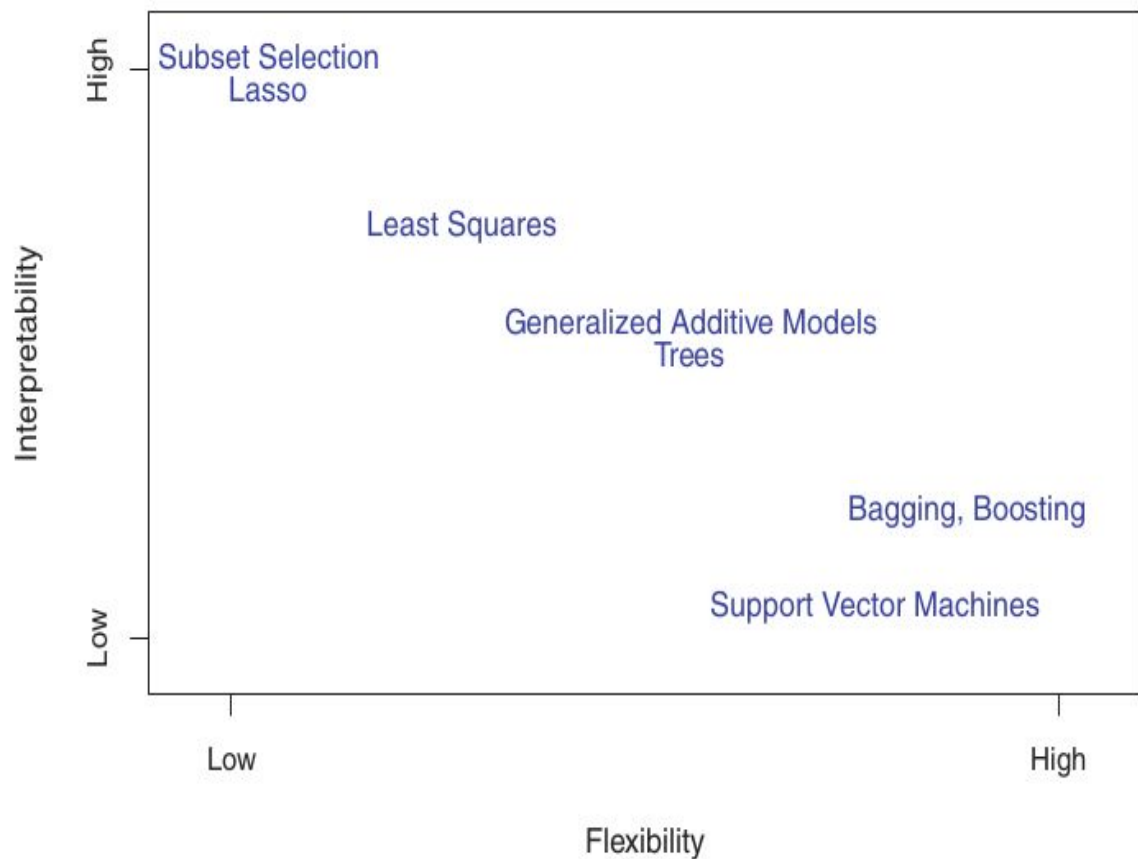 High
Subset Selection
Lasso
Least Squares
Interpretability
Generalized Additive Models
Trees
Bagging, Boosting
Support Vector Machines
Low
Low
High
Flexibility